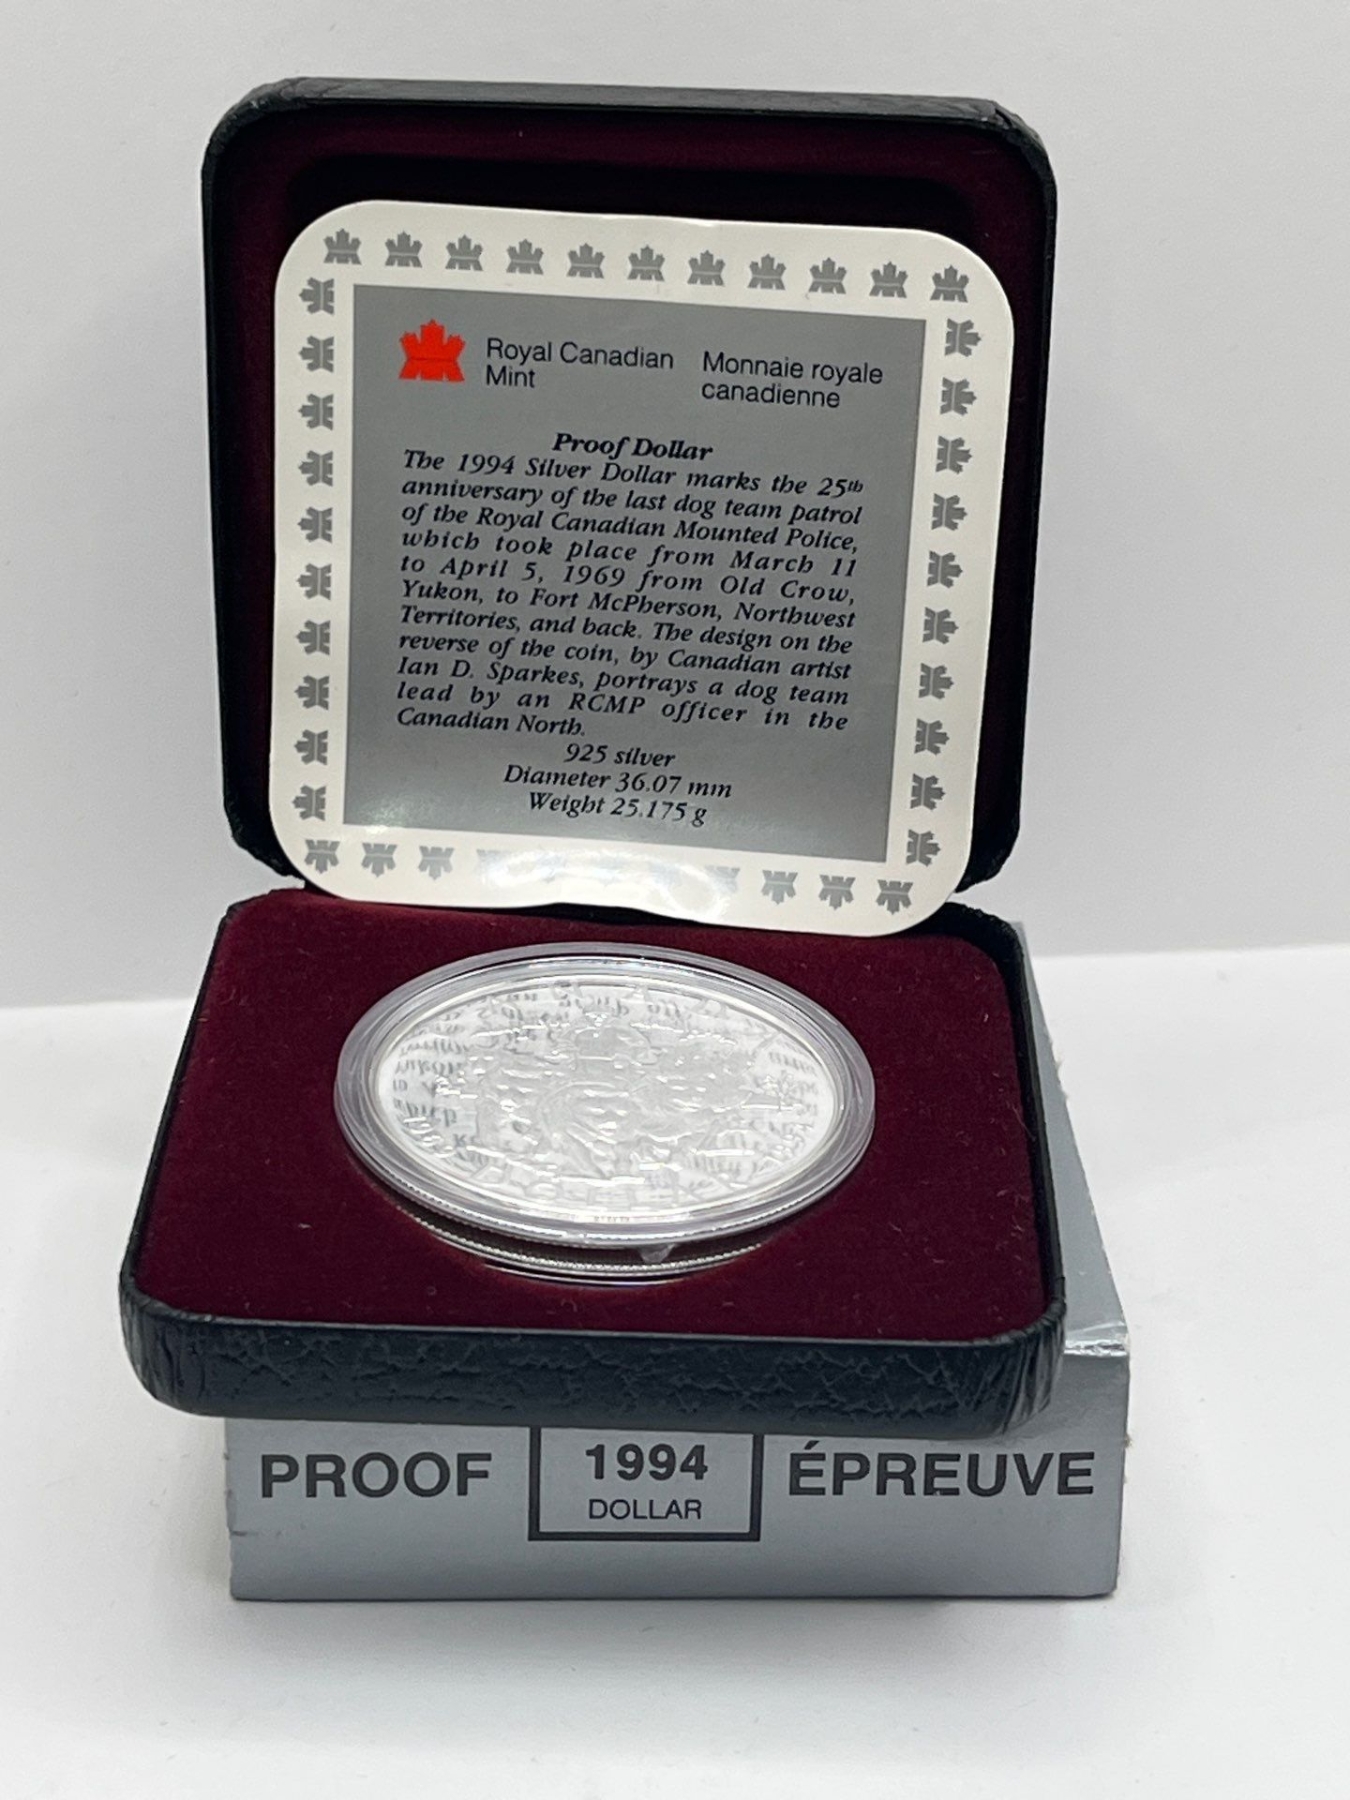 Royal Canadian Mint
Monnaie royale canadienne
Proof Dollar
The 1994 Silver Dollar marks the 25th
anniversary of the last dog team patrol
of the Royal Canadian Mounted Police,
which took place from March 11
to April 5, 1969 from Old Crow,
Yukon, to Fort McPherson, Northwest
Territories, and back. The design on the
reverse of the coin, by Canadian artist
Ian D. Sparkes, portrays a dog team
lead by an RCMP officer in the
Canadian North.
925 silver
Diameter 36.07 mm
Weight 25.175 g
PROOF
1994
DOLLAR
ÉPREUVE